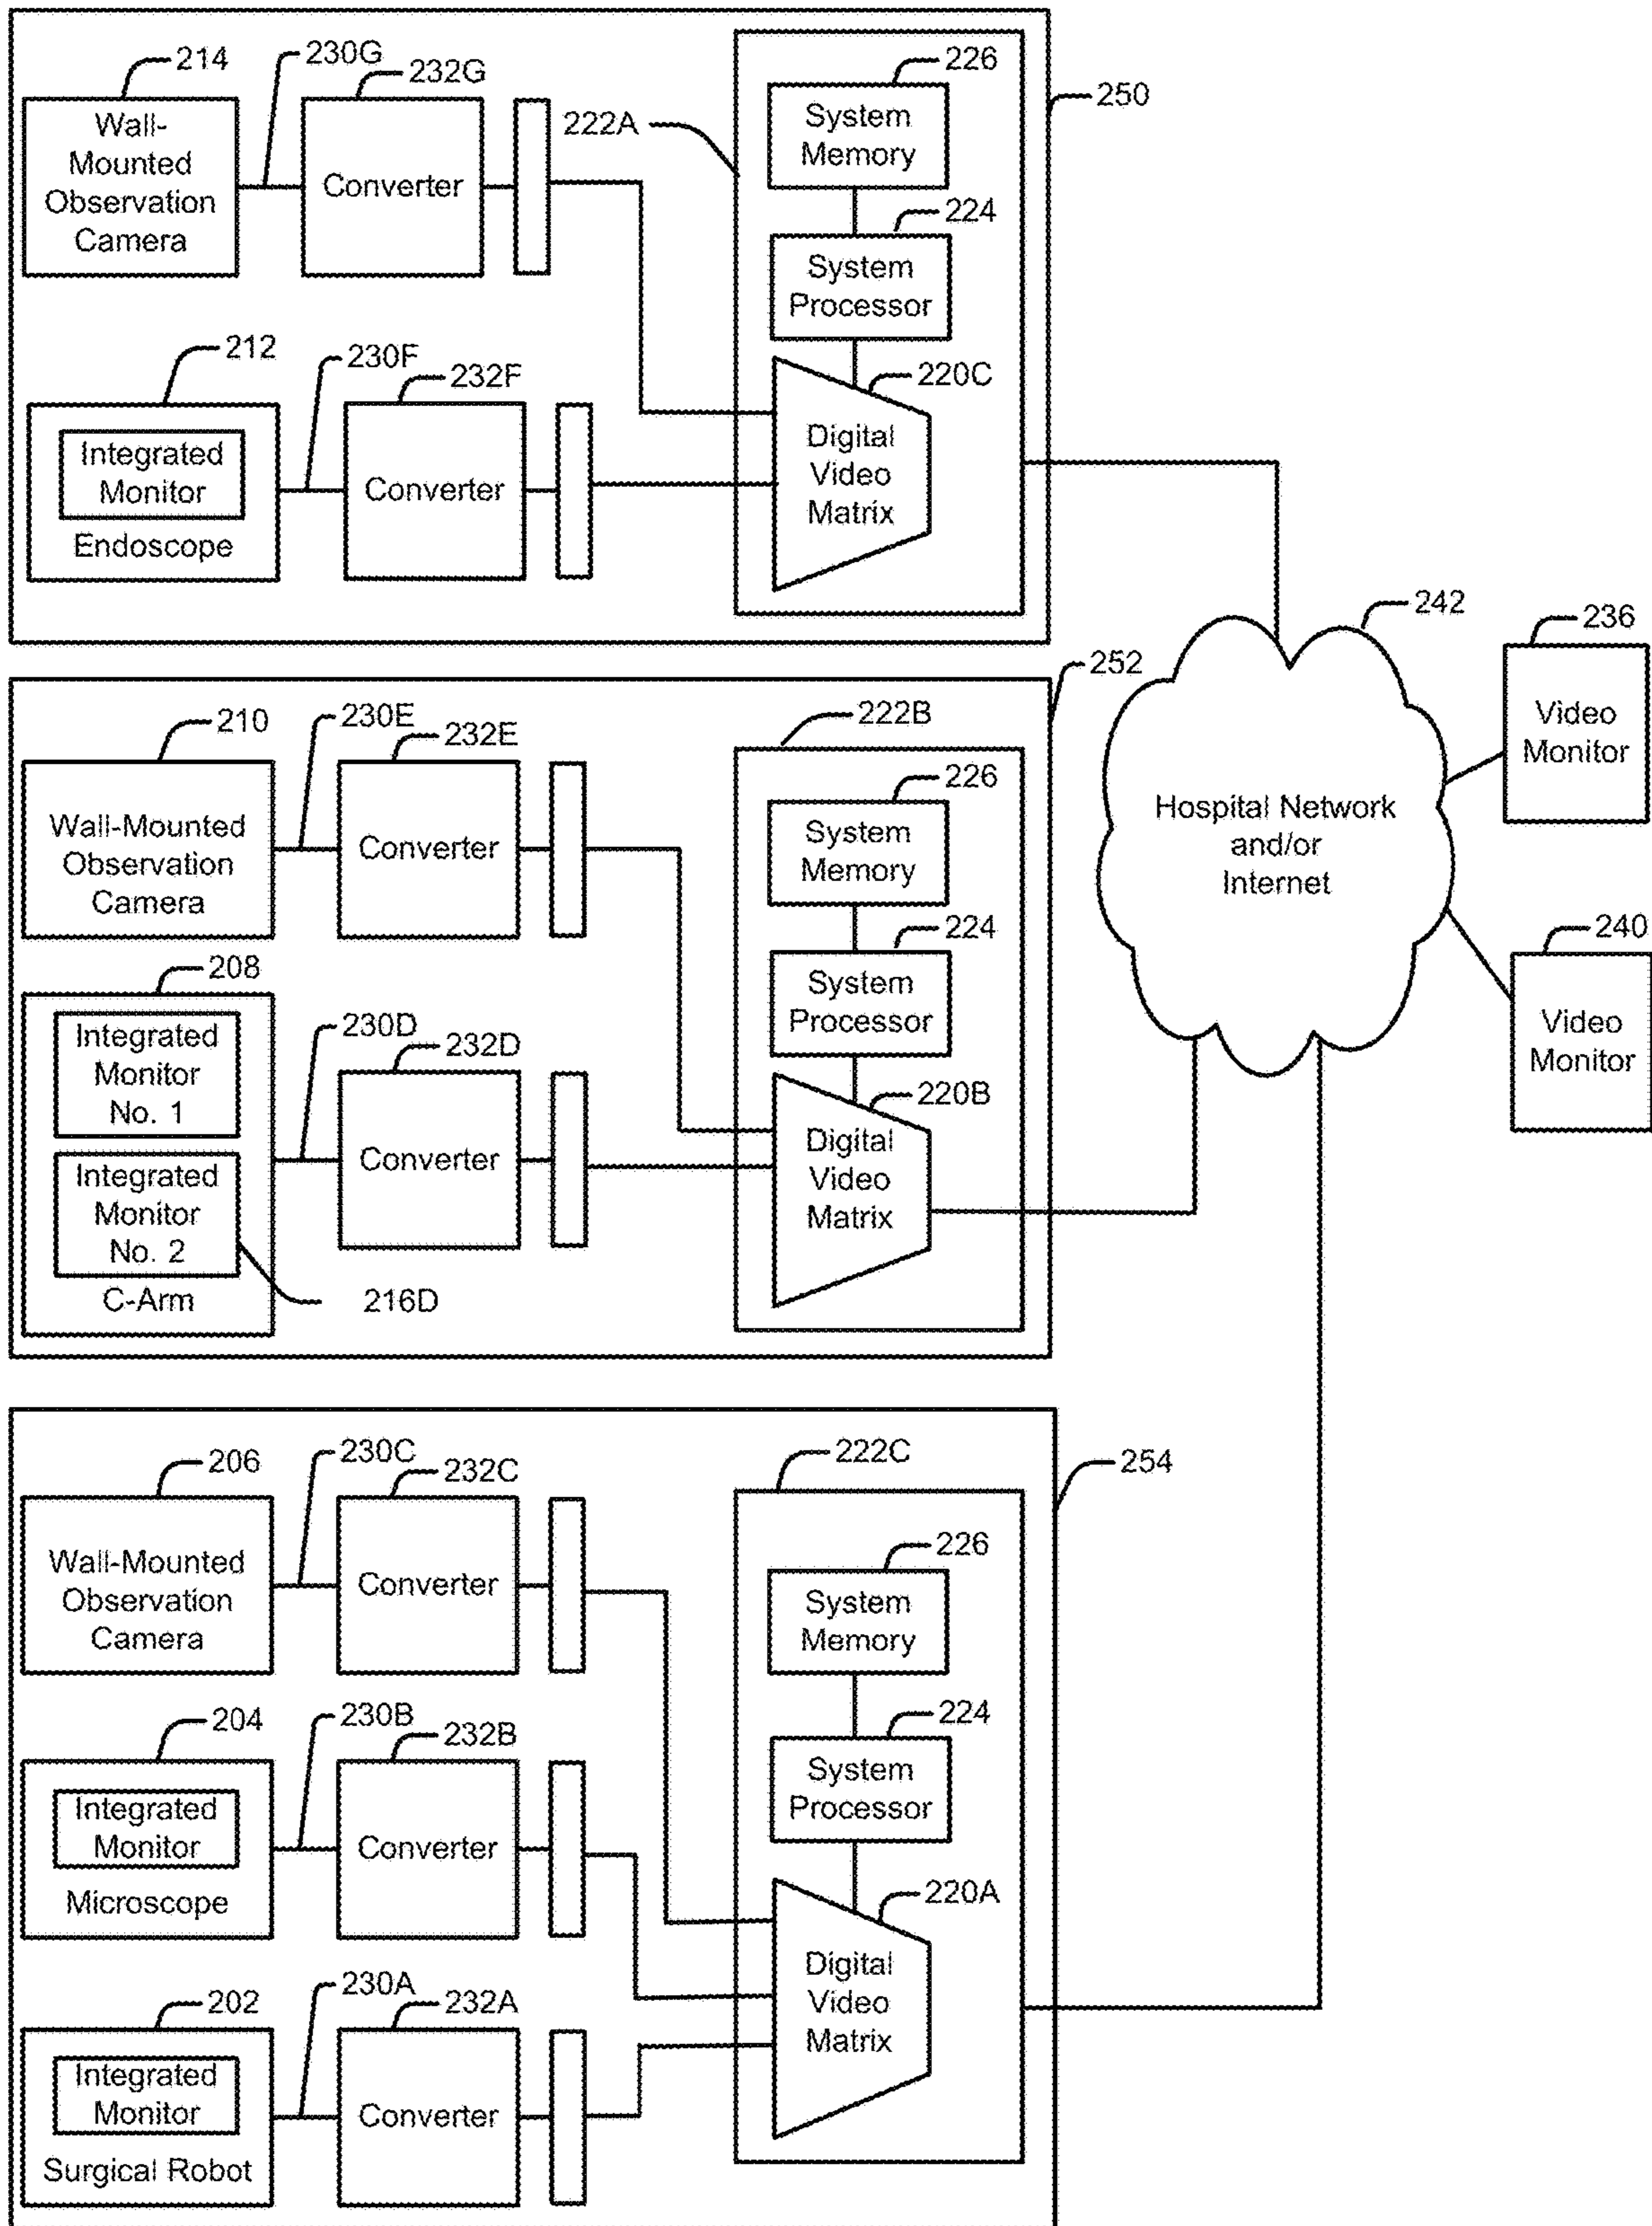 214
230G
232G
226
250
Wall-
Mounted
Observation
Camera
Converter
222A
System
Memory
224
System
Processor
212
230F
232F
220C
Integrated
Monitor
Endoscope
Converter
Digital
Video
Matrix
242
236
252
210
230E
232E
222B
Video
Monitor
Wall-Mounted
Observation
Camera
Converter
226
System
Memory
Hospital Network
and/or
Internet
224
240
208
System
Processor
Integrated
Monitor
No. 1
230D
232D
Video
Monitor
220B
Integrated
Monitor
No. 2
Converter
Digital
Video
Matrix
C-Arm
216D
206
230C
232C
222C
254
Wall-Mounted
Observation
Camera
Converter
226
System
Memory
204
230B
232B
224
System
Processor
Integrated
Monitor
Microscope
Converter
220A
Digital
Video
Matrix
202
230A
232A
Integrated
Monitor
Surgical Robot
Converter